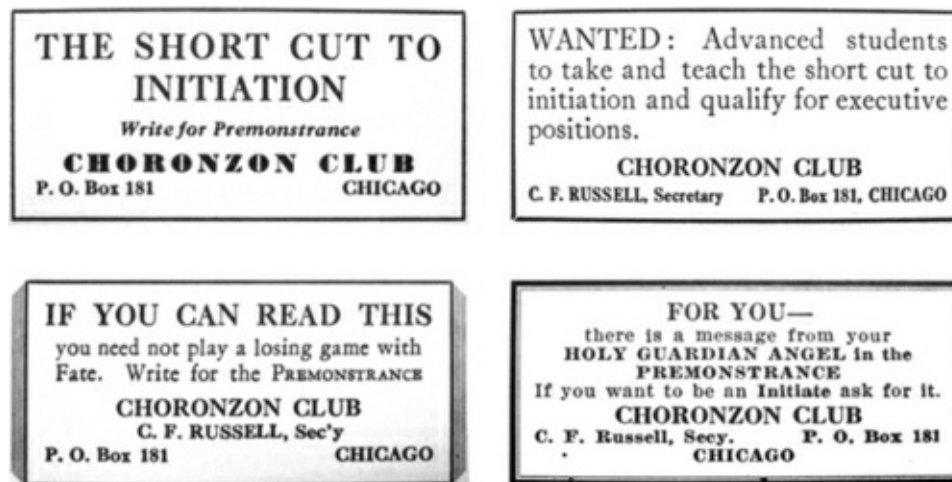 THE SHORT CUT TO
INITIATION
Write for Premonstrance
CHORONZON CLUB
P. O. Box 181 CHICAGO
WANTED: Advanced students
to take and teach the short cut to
initiation and qualify for executive
positions.
CHORONZON CLUB
C. F. RUSSELL, Secretary P. O. Box 181, CHICAGO
IF YOU CAN READ THIS
you need not play a losing game with
Fate. Write for the PREMONSTRANCE
CHORONZON CLUB
C. F. RUSSELL, Sec'y
P. O. Box 181 CHICAGO
FOR YOU—
there is a message from your
HOLY GUARDIAN ANGEL in the
PREMONSTRANCE
If you want to be an Initiate ask for it.
CHORONZON CLUB
C. F. Russell, Secy. P. O. Box 181
CHICAGO